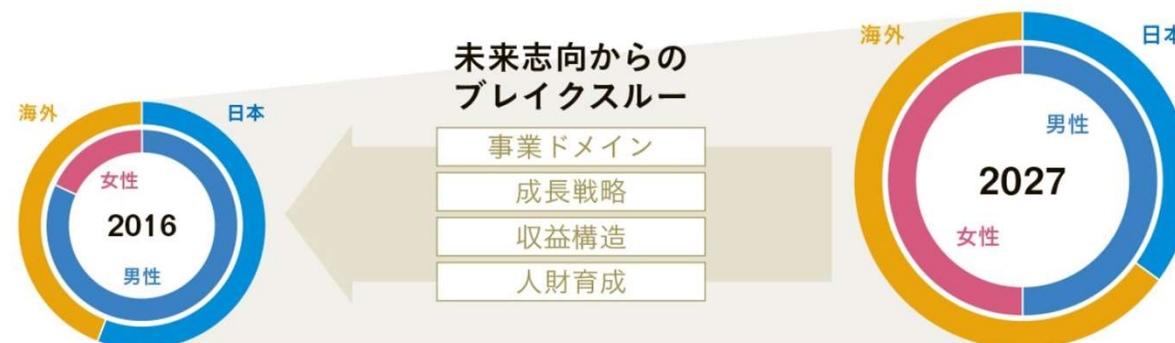 海外
日本
女性
2016
男性
未来志向からの
ブレイクスルー
事業ドメイン
成長戦略
収益構造
人財育成
海外
日本
男性
2027
女性